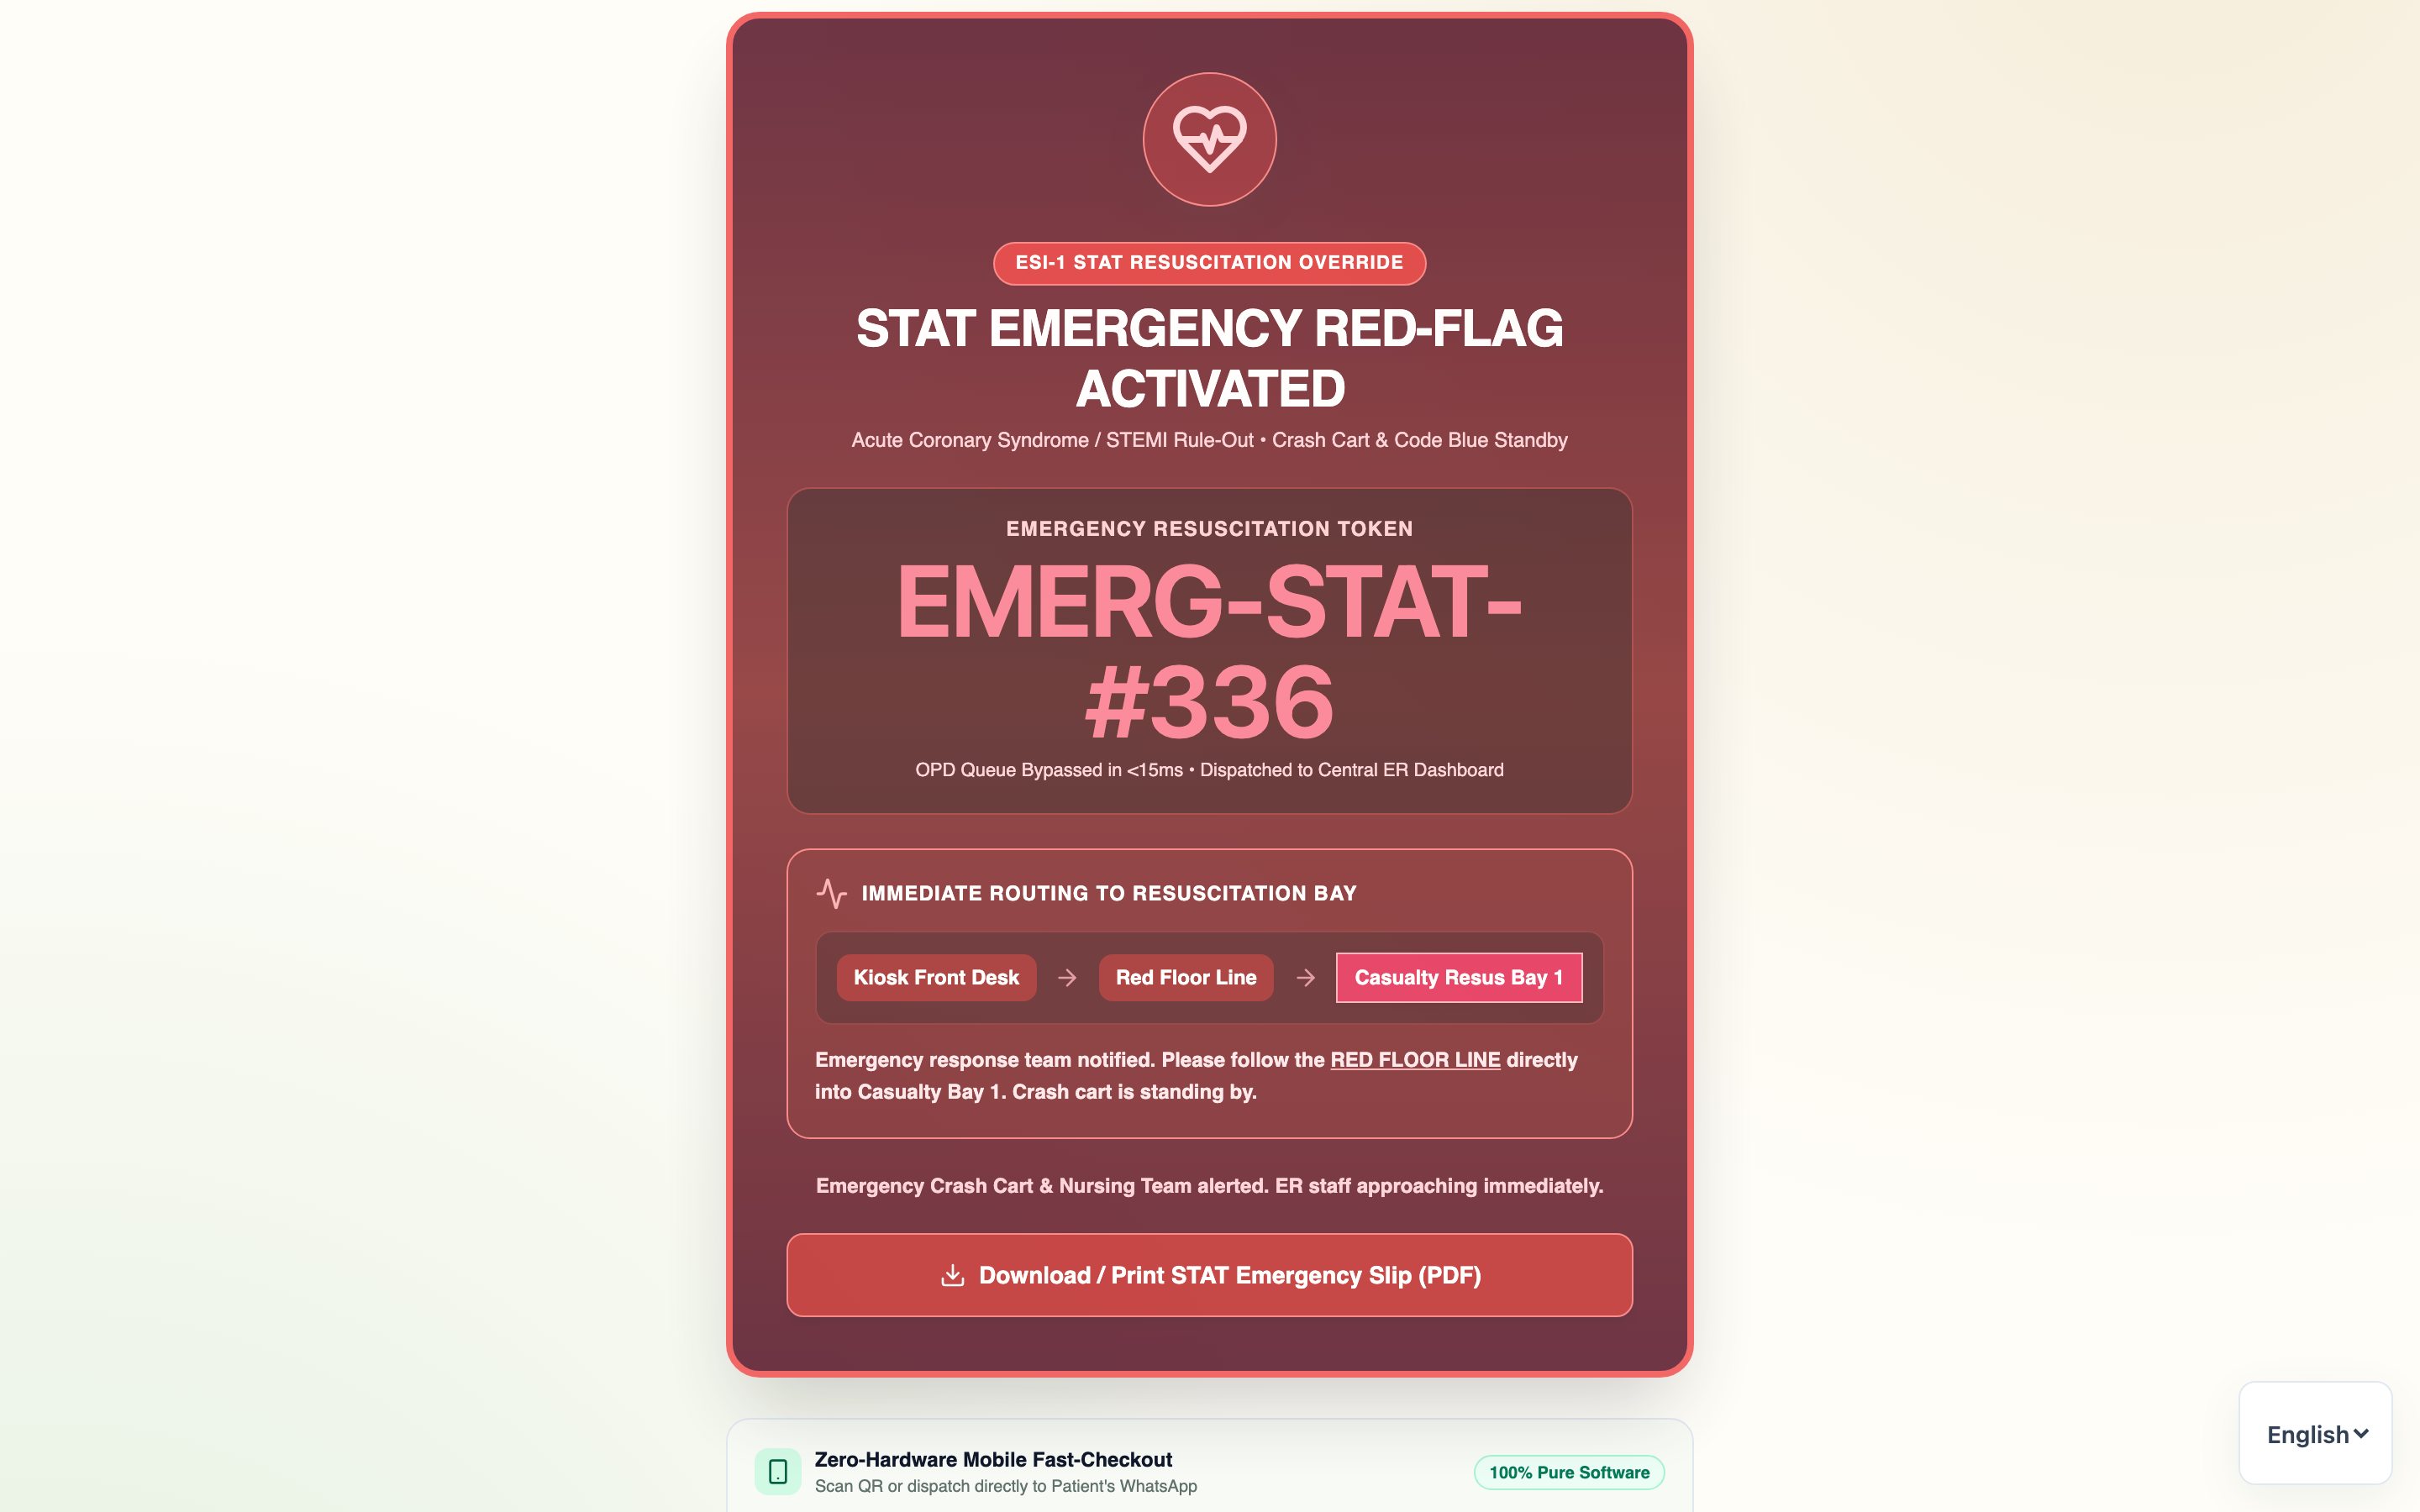 ESI-1 STAT RESUSCITATION OVERRIDE
STAT EMERGENCY RED-FLAG
ACTIVATED
Acute Coronary Syndrome / STEMI Rule-Out • Crash Cart & Code Blue Standby
EMERGENCY RESUSCITATION TOKEN
EMERG-STAT-
#336
OPD Queue Bypassed in <15ms • Dispatched to Central ER Dashboard
IMMEDIATE ROUTING TO RESUSCITATION BAY
Kiosk Front Desk → Red Floor Line → Casualty Resus Bay 1
Emergency response team notified. Please follow the RED FLOOR LINE directly
into Casualty Bay 1. Crash cart is standing by.
Emergency Crash Cart & Nursing Team alerted. ER staff approaching immediately.
Download / Print STAT Emergency Slip (PDF)
English
Zero-Hardware Mobile Fast-Checkout
Scan QR or dispatch directly to Patient's WhatsApp
100% Pure Software